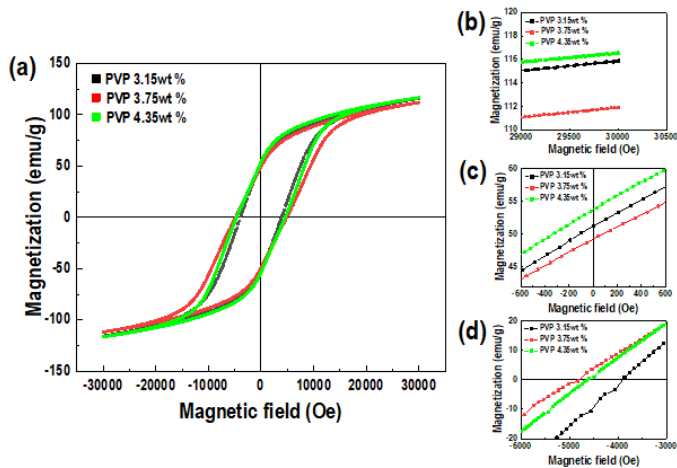 (a)
PVP 3.15wt %
PVP 3.75wt %
PVP 4.35wt %
Magnetization (emu/g)
150
100
50
0
-50
-100
-150
-30000 -20000 -10000 0 10000 20000 30000
Magnetic field (Oe)
(b)
PVP 3.15wt %
PVP 3.75wt %
PVP 4.35wt %
Magnetization (emu/g)
120
118
116
114
112
110
29000 29500 30000 30500
Magnetic field (Oe)
(c)
PVP 3.15wt%
PVP 3.75wt%
PVP 4.35wt%
Magnetization (emu/g)
60
55
50
45
-600 -400 -200 0 200 400 600
Magnetic field (Oe)
(d)
PVP 3.15wt %
PVP 3.75wt %
PVP 4.35wt %
Magnetization (emu/g)
20
10
0
-10
-20
-6000 -5000 -4000 -3000
Magnetic field (Oe)